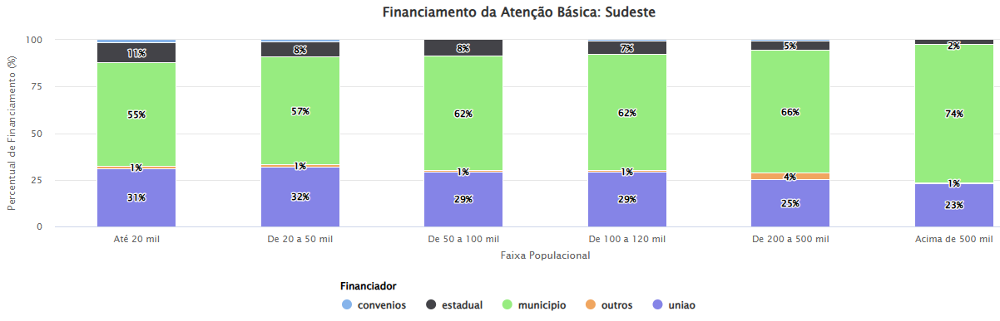 Financiamento da Atenção Básica: Sudeste
Percentual de Financiamento (%)
100
75
50
25
0
11% 8% 8% 7% 5% 2%
55% 57% 62% 62% 66% 74%
1% 1% 1% 1% 4% 1%
31% 32% 29% 29% 25% 23%
Até 20 mil De 20 a 50 mil De 50 a 100 mil De 100 a 120 mil De 200 a 500 mil Acima de 500 mil
Faixa Populacional
Financiador
convenios estadual municipio outros uniao